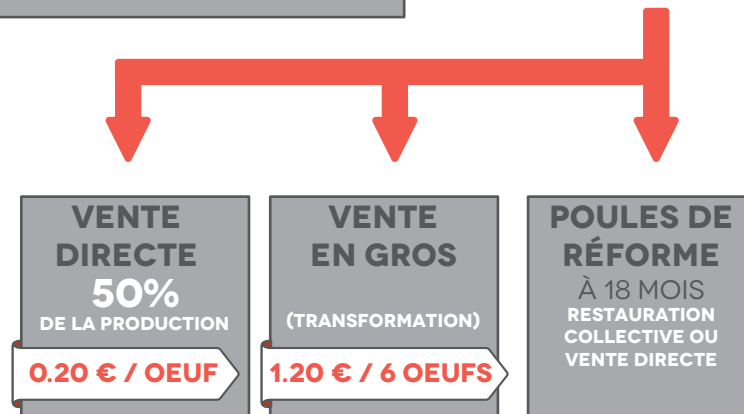 VENTE
DIRECTE
50%
DE LA PRODUCTION
0.20 € / OEUF
VENTE
EN GROS
(TRANSFORMATION)
1.20 € / 6 OEUFS
POULES DE
RÉFORME
À 18 MOIS
RESTAURATION
COLLECTIVE OU
VENTE DIRECTE